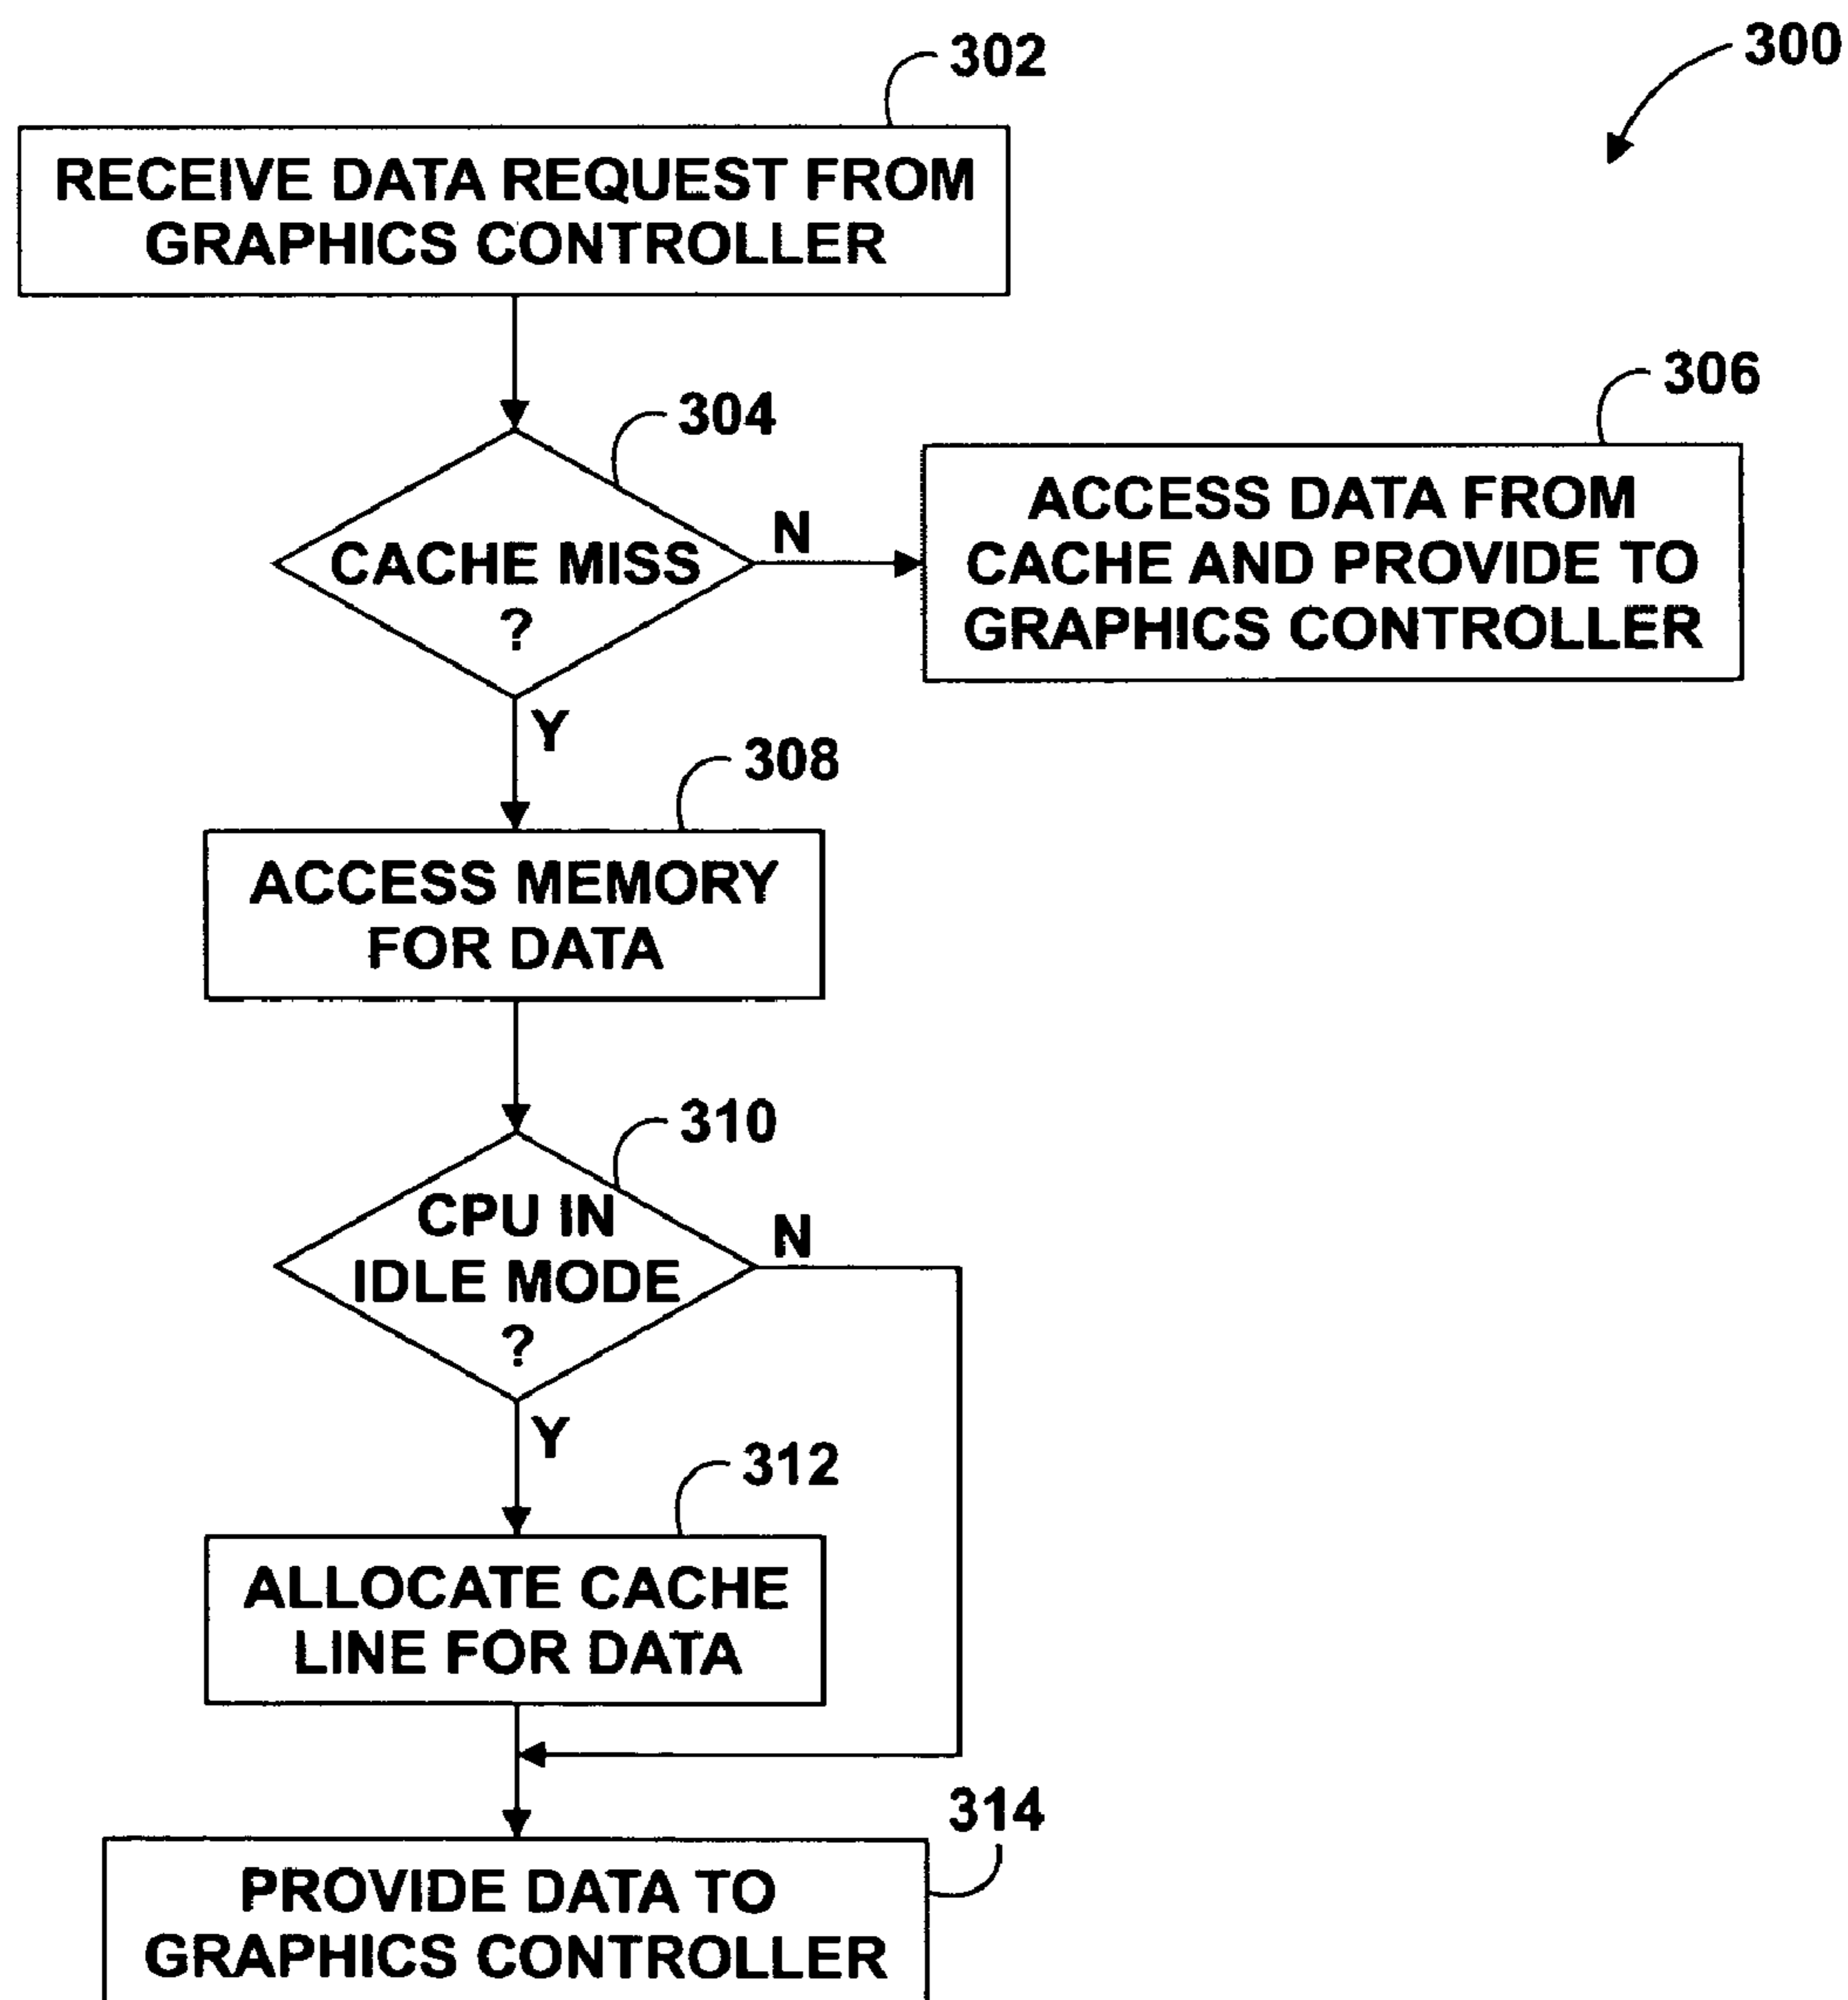 302
300
RECEIVE DATA REQUEST FROM
GRAPHICS CONTROLLER
304
306
CACHE MISS
?
N
ACCESS DATA FROM
CACHE AND PROVIDE TO
GRAPHICS CONTROLLER
Y
308
ACCESS MEMORY
FOR DATA
310
CPU IN
IDLE MODE
?
N
Y
312
ALLOCATE CACHE
LINE FOR DATA
314
PROVIDE DATA TO
GRAPHICS CONTROLLER